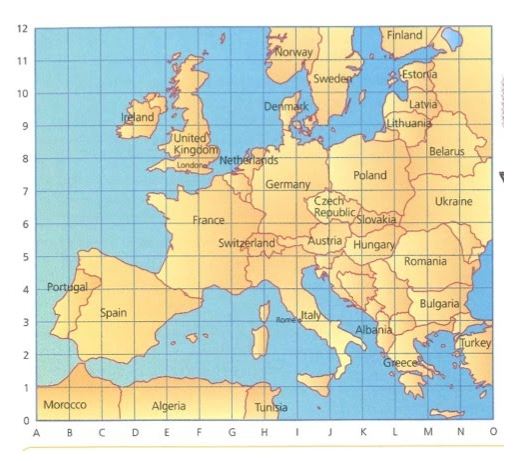 12
Finland
Norway
11
Sweden
Estonia
10
Denmark
Latvia
Ireland
Lithuania
9
United
Kingdom
Belarus
8
London
Netherlands
Poland
Germany
7
Ukraine
Czech
Republic
France
Slovakia
6
Switzerland
Austria
Hungary
5
Romania
Portugal
4
Bulgaria
Spain
Rome
Italy
3
Albania
Turkey
2
Greece
1
Morocco
Algeria
Tunisia
0
A B C D E F G H I J K L M N O